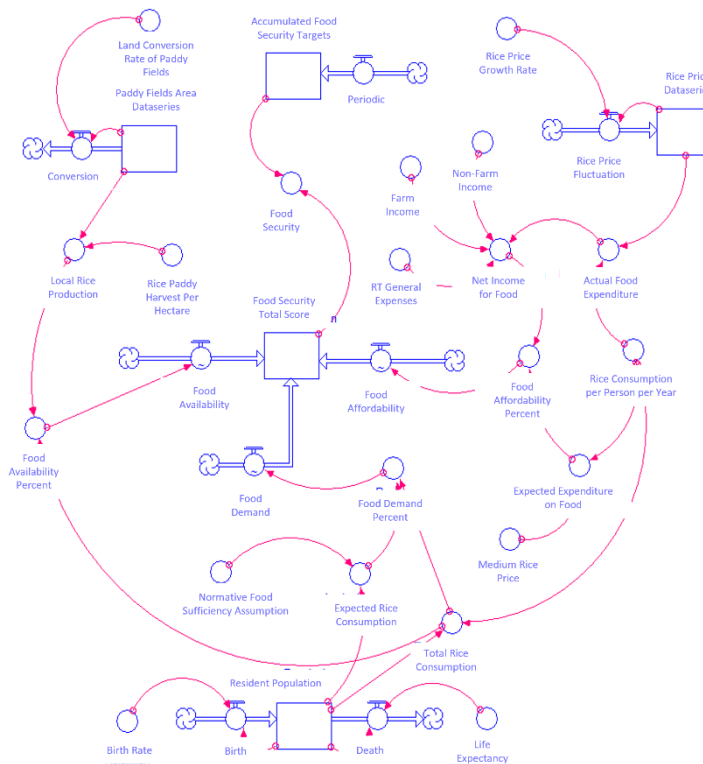 Accumulated Food
Security Targets
Land Conversion
Rate of Paddy
Fields
Rice Price
Growth Rate
Rice Pric
Dataserie
Paddy Fields Area
Dataseries
Periodic
Conversion
Rice Price
Fluctuation
Non-Farm
Income
Farm
Income
Food
Security
Local Rice
Production
Rice Paddy
Harvest Per
Hectare
RT General
Expenses
Net Income
for Food
Actual Food
Expenditure
Food Security
Total Score
Food
Availability
Food
Affordability
Food
Affordability
Percent
Rice Consumption
per Person per Year
Food
Availability
Percent
Food
Demand
Food Demand
Percent
Expected Expenditure
on Food
Medium Rice
Price
Normative Food
Sufficiency Assumption
Expected Rice
Consumption
Total Rice
Consumption
Resident Population
Birth Rate
Birth
Death
Life
Expectancy